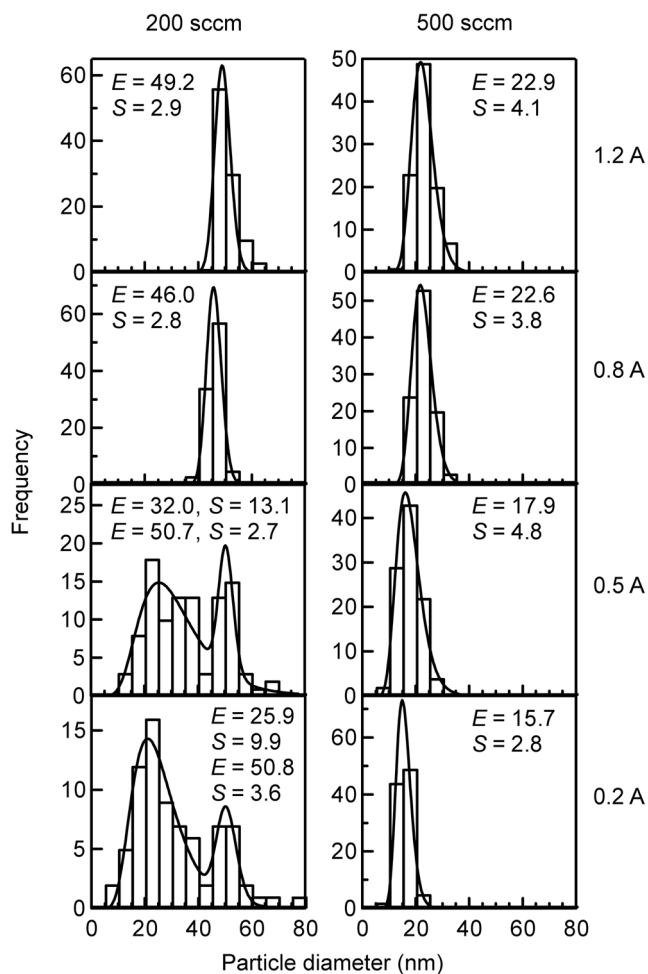 200 sccm
500 sccm
Frequency
60
40
20
0
E = 49.2
S = 2.9
50
40
30
20
10
0
E = 22.9
S = 4.1
1.2 A
60
40
20
0
E = 46.0
S = 2.8
50
40
30
20
10
0
E = 22.6
S = 3.8
0.8 A
25
20
15
10
5
0
E = 32.0, S = 13.1
E = 50.7, S = 2.7
40
30
20
10
0
E = 17.9
S = 4.8
0.5 A
15
10
5
0
E = 25.9
S = 9.9
E = 50.8
S = 3.6
60
40
20
0
E = 15.7
S = 2.8
0.2 A
0 20 40 60 80 0 20 40 60 80
Particle diameter (nm)